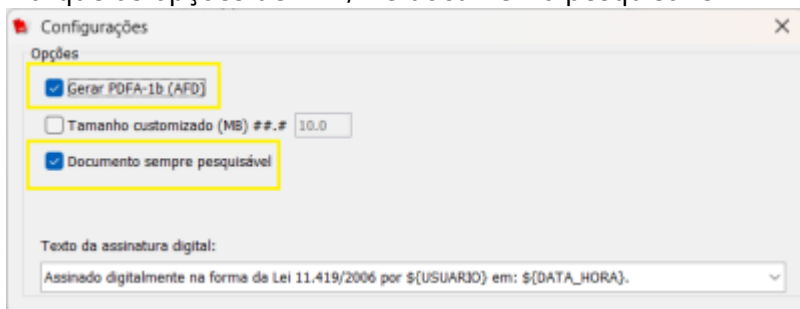 Configurações
Opções
Gerar PDFA-1b (AFD)
Tamanho customizado (MB) ##.# 10.0
Documento sempre pesquisável
Texto da assinatura digital:
Assinado digitalmente na forma da Lei 11.419/2006 por ${USUARIO} em: ${DATA_HORA}.